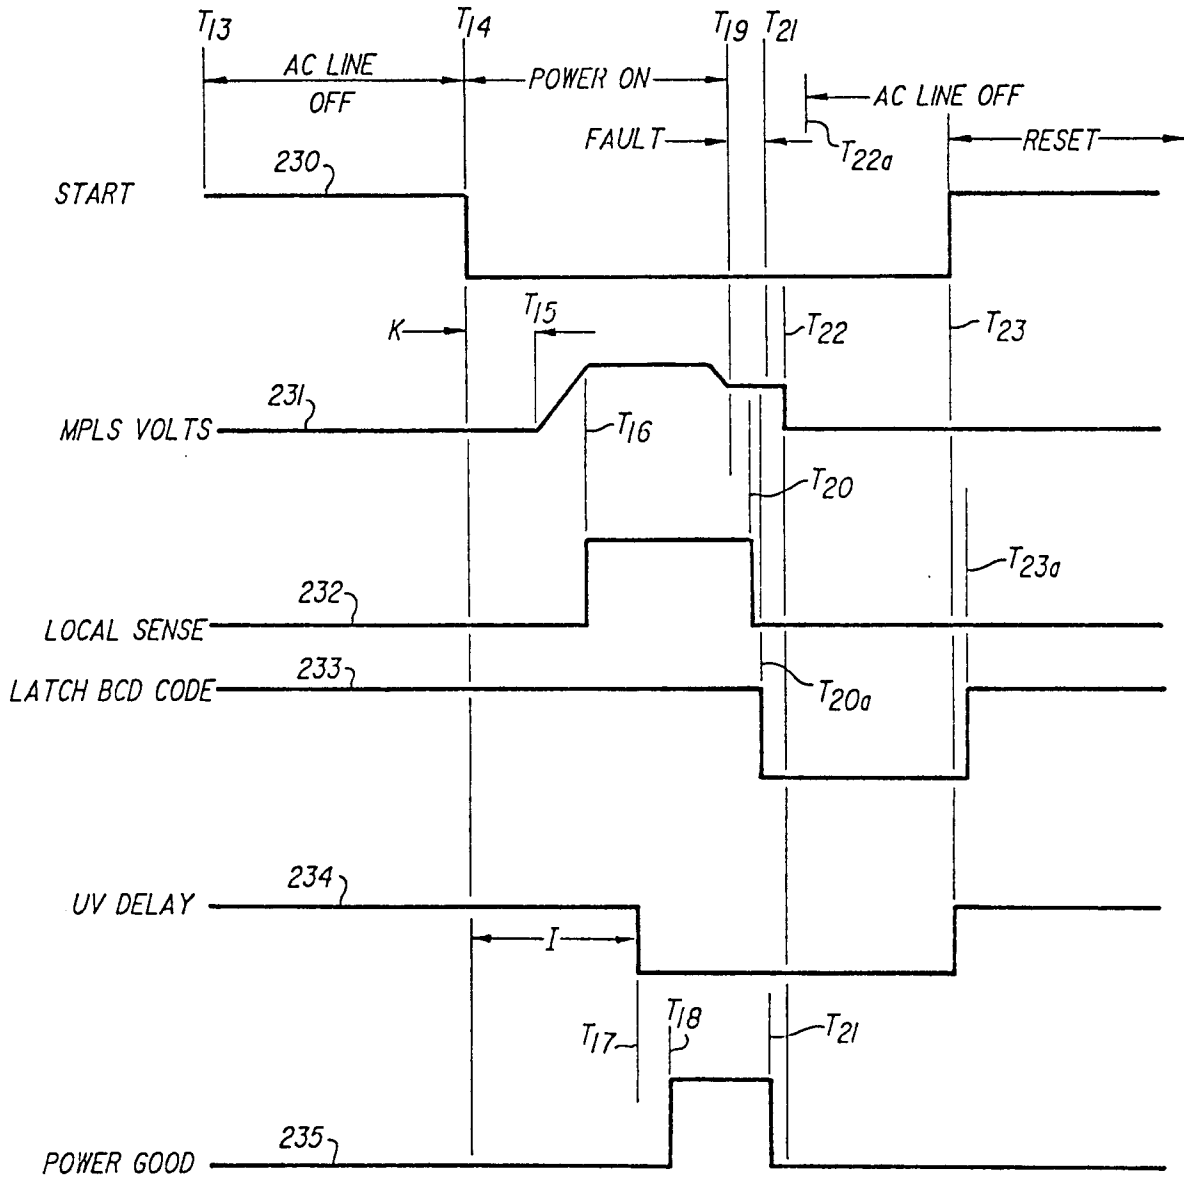 T13
T14
T19
T21
AC LINE
OFF
POWER ON
AC LINE OFF
FAULT
T22a
RESET
230
START
K
T15
T22
T23
231
MPLS VOLTS
T16
T20
T23a
232
LOCAL SENSE
233
LATCH BCD CODE
T20a
234
UV DELAY
I
T17
T18
T21
235
POWER GOOD